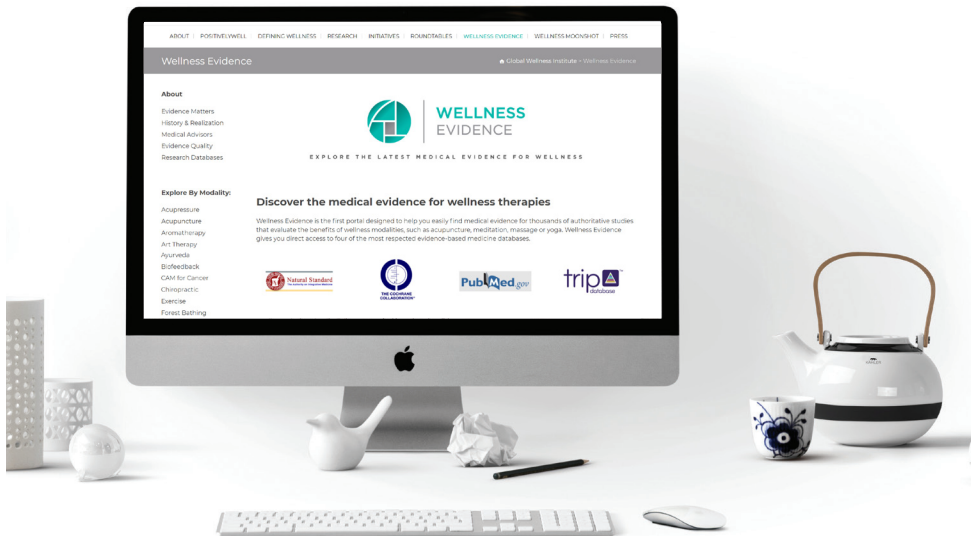 ABOUT | POSITIVELYWELL DEFINING WELLNESS | RESEARCH INITIATIVES | ROUNDTABLES | WELLNESS EVIDENCE | WELLNESS MOONSHOT | PRESS
Wellness Evidence
Global Wellness Institute > Wellness Evidence
About
Evidence Matters
History & Realization
Medical Advisors
Evidence Quality
Research Databases
WELLNESS
EVIDENCE
EXPLORE THE LATEST MEDICAL EVIDENCE FOR WELLNESS
Explore By Modality:
Acupressure
Acupuncture
Aromatherapy
Art Therapy
Ayurveda
Biofeedback
CAM for Cancer
Chiropractic
Exercise
Forest Bathing
Discover the medical evidence for wellness therapies
Wellness Evidence is the first portal designed to help you easily find medical evidence for thousands of authoritative studies
that evaluate the benefits of wellness modalities, such as acupuncture, meditation, massage or yoga. Wellness Evidence
gives you direct access to four of the most respected evidence-based medicine databases.
Natural Standard
The Authority on Integrative Medicine
THE COCHRANE
COLLABORATION
PubMed.gov
trip
database